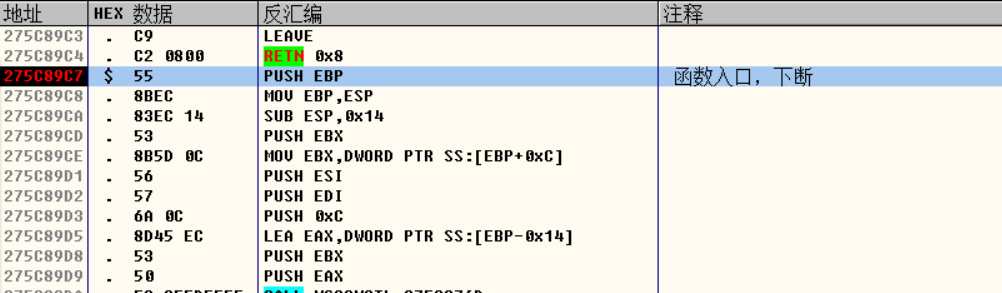 地址 HEX 数据 反汇编 注释
275C89C3 . C9 LEAVE
275C89C4 . C2 0800 RETN 0x8
275C89C7 $ 55 PUSH EBP 函数入口，下断
275C89C8 . 8BEC MOV EBP,ESP
275C89CA . 83EC 14 SUB ESP,0x14
275C89CD . 53 PUSH EBX
275C89CE . 8B5D 0C MOV EBX,DWORD PTR SS:[EBP+0xC]
275C89D1 . 56 PUSH ESI
275C89D2 . 57 PUSH EDI
275C89D3 . 6A 0C PUSH 0xC
275C89D5 . 8D45 EC LEA EAX,DWORD PTR SS:[EBP-0x14]
275C89D8 . 53 PUSH EBX
275C89D9 . 50 PUSH EAX